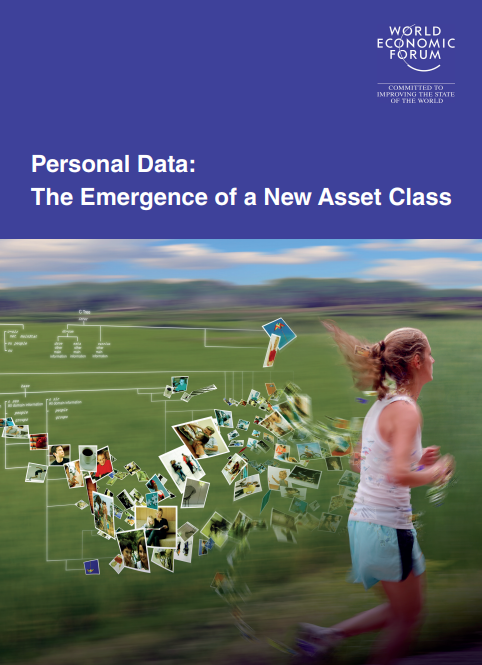 WORLD
ECONOMIC
FORUM
COMMITTED TO
IMPROVING THE STATE
OF THE WORLD
Personal Data:
The Emergence of a New Asset Class